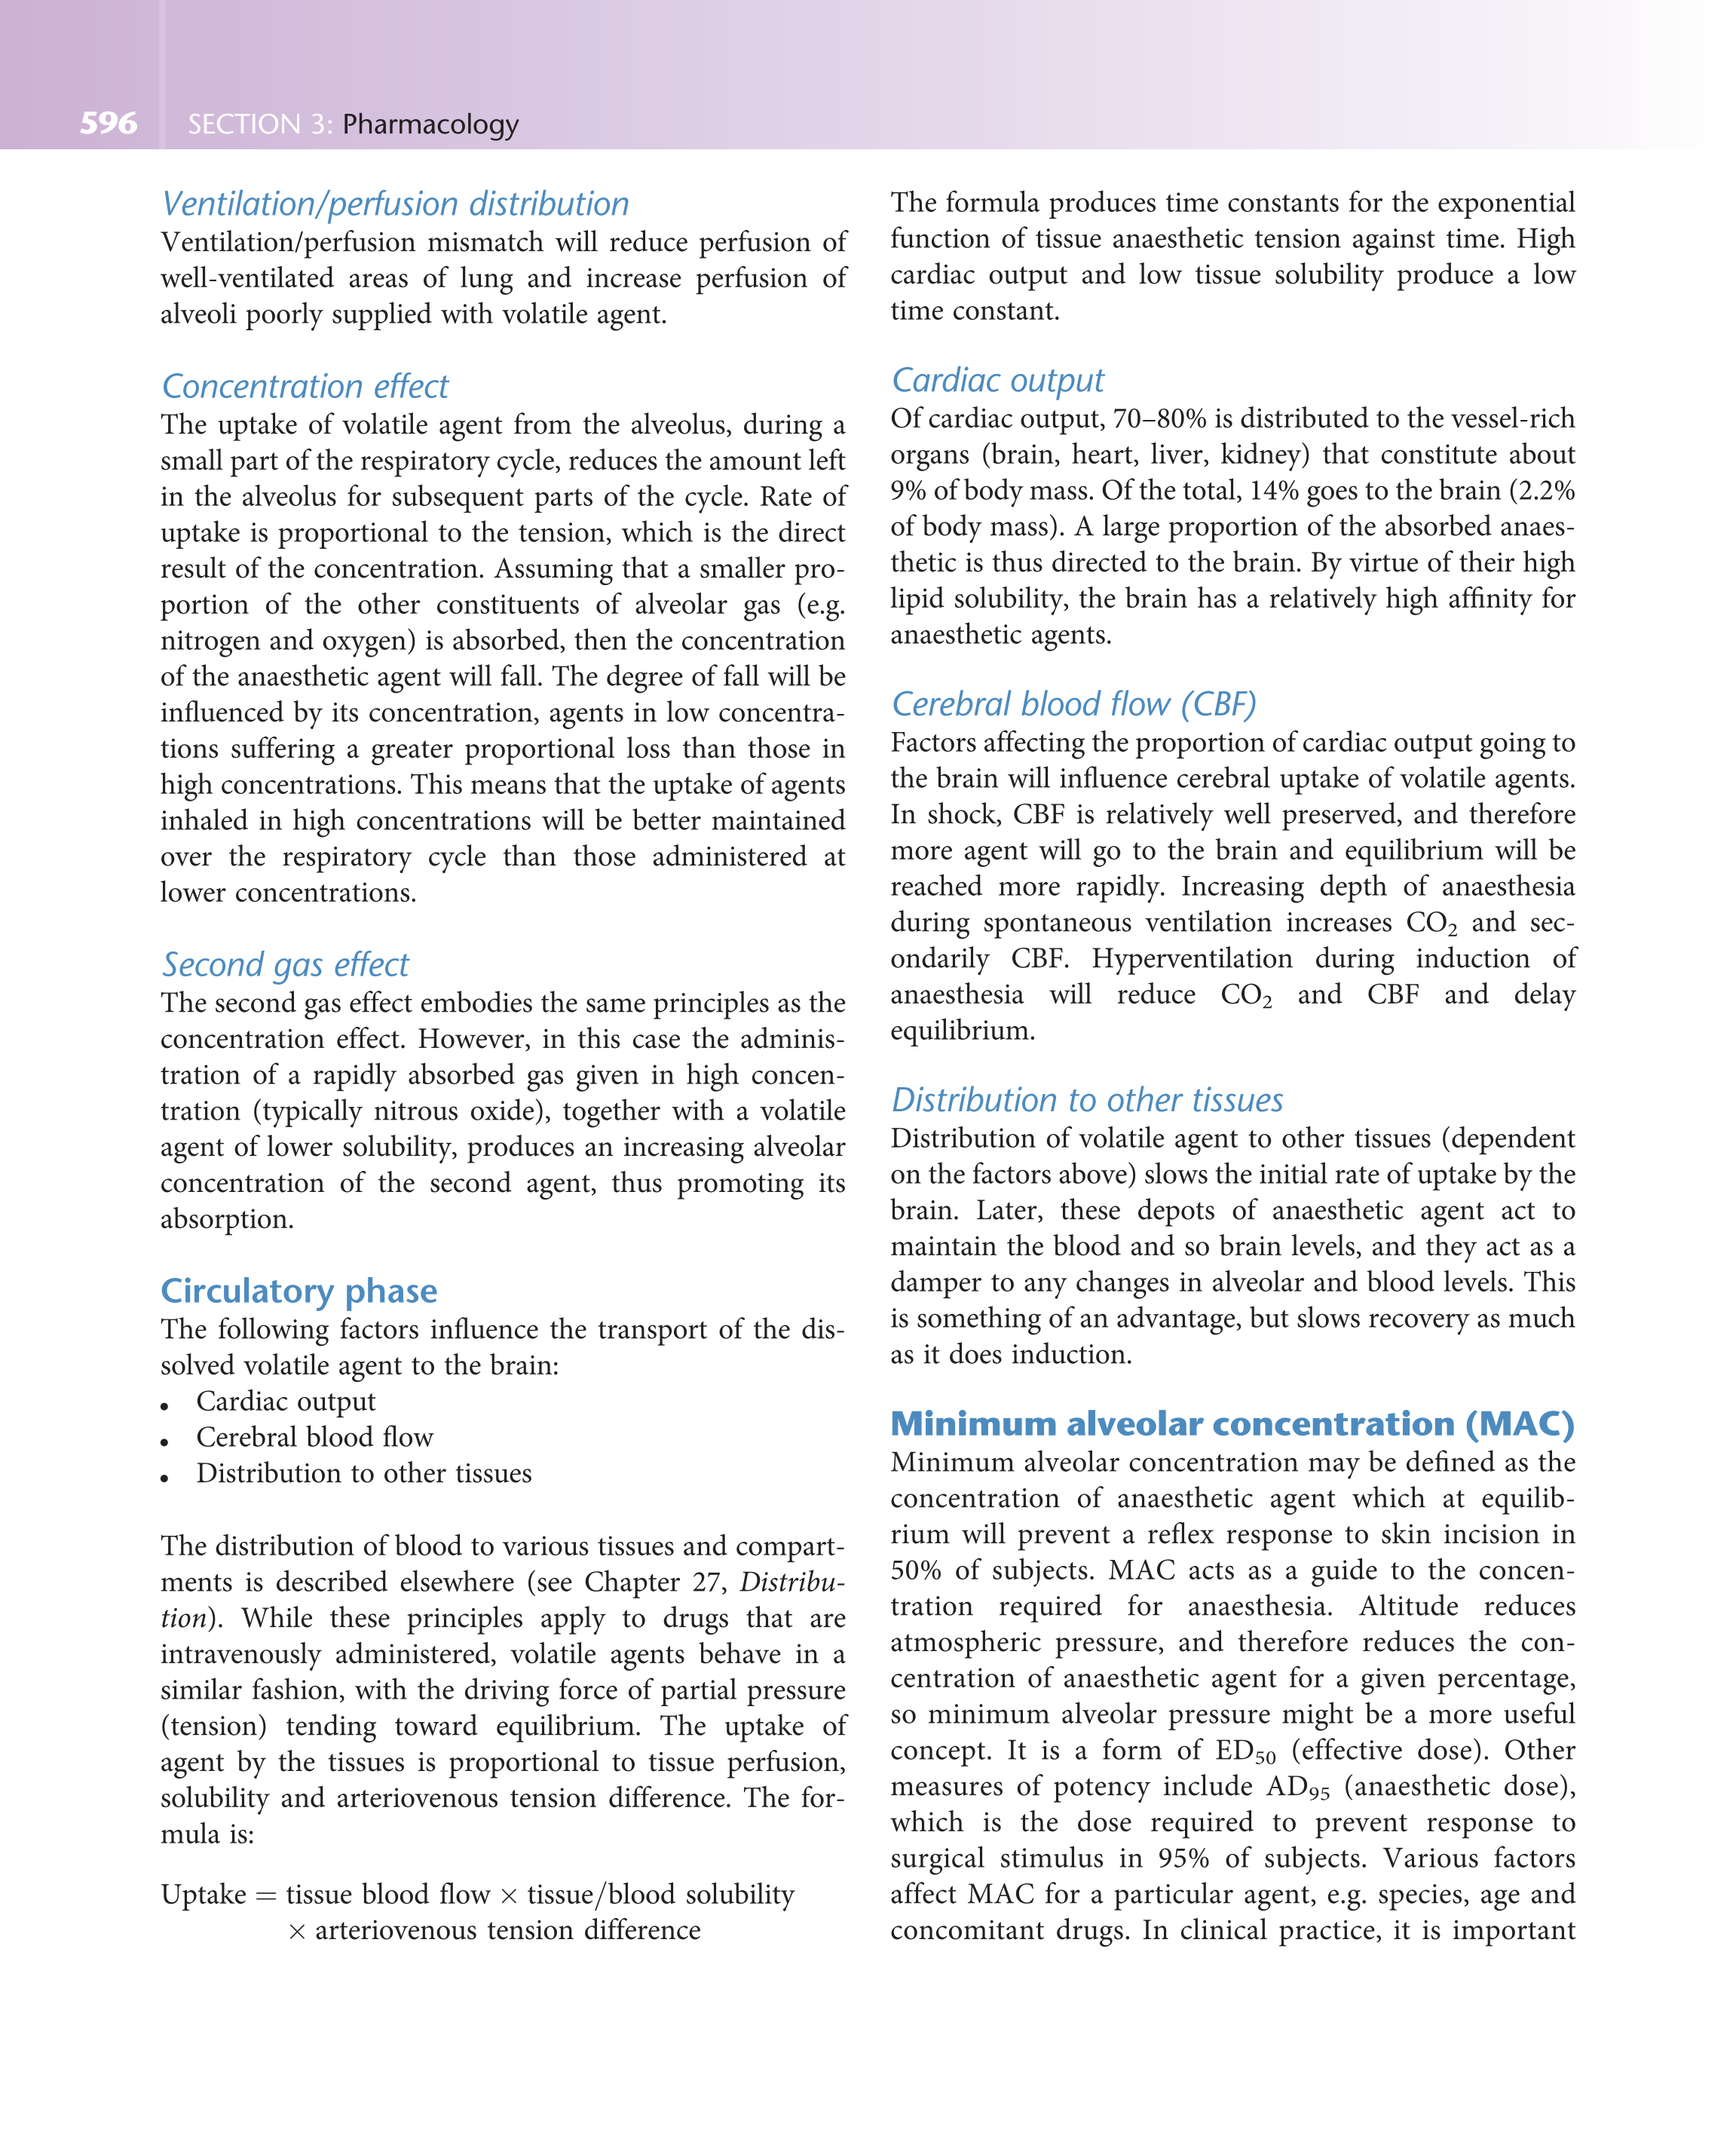 596 SECTION 3: Pharmacology
Ventilation/perfusion distribution
Ventilation/perfusion mismatch will reduce perfusion of
well-ventilated areas of lung and increase perfusion of
alveoli poorly supplied with volatile agent.
Concentration effect
The uptake of volatile agent from the alveolus, during a
small part of the respiratory cycle, reduces the amount left
in the alveolus for subsequent parts of the cycle. Rate of
uptake is proportional to the tension, which is the direct
result of the concentration. Assuming that a smaller pro-
portion of the other constituents of alveolar gas (e.g.
nitrogen and oxygen) is absorbed, then the concentration
of the anaesthetic agent will fall. The degree of fall will be
influenced by its concentration, agents in low concentra-
tions suffering a greater proportional loss than those in
high concentrations. This means that the uptake of agents
inhaled in high concentrations will be better maintained
over the respiratory cycle than those administered at
lower concentrations.
Second gas effect
The second gas effect embodies the same principles as the
concentration effect. However, in this case the adminis-
tration of a rapidly absorbed gas given in high concen-
tration (typically nitrous oxide), together with a volatile
agent of lower solubility, produces an increasing alveolar
concentration of the second agent, thus promoting its
absorption.
Circulatory phase
The following factors influence the transport of the dis-
solved volatile agent to the brain:
• Cardiac output
• Cerebral blood flow
• Distribution to other tissues
The distribution of blood to various tissues and compart-
ments is described elsewhere (see Chapter 27, Distribu-
tion). While these principles apply to drugs that are
intravenously administered, volatile agents behave in a
similar fashion, with the driving force of partial pressure
(tension) tending toward equilibrium. The uptake of
agent by the tissues is proportional to tissue perfusion,
solubility and arteriovenous tension difference. The for-
mula is:
Uptake = tissue blood flow × tissue/blood solubility
× arteriovenous tension difference
The formula produces time constants for the exponential
function of tissue anaesthetic tension against time. High
cardiac output and low tissue solubility produce a low
time constant.
Cardiac output
Of cardiac output, 70–80% is distributed to the vessel-rich
organs (brain, heart, liver, kidney) that constitute about
9% of body mass. Of the total, 14% goes to the brain (2.2%
of body mass). A large proportion of the absorbed anaes-
thetic is thus directed to the brain. By virtue of their high
lipid solubility, the brain has a relatively high affinity for
anaesthetic agents.
Cerebral blood flow (CBF)
Factors affecting the proportion of cardiac output going to
the brain will influence cerebral uptake of volatile agents.
In shock, CBF is relatively well preserved, and therefore
more agent will go to the brain and equilibrium will be
reached more rapidly. Increasing depth of anaesthesia
during spontaneous ventilation increases CO₂ and sec-
ondarily CBF. Hyperventilation during induction of
anaesthesia will reduce CO₂ and CBF and delay
equilibrium.
Distribution to other tissues
Distribution of volatile agent to other tissues (dependent
on the factors above) slows the initial rate of uptake by the
brain. Later, these depots of anaesthetic agent act to
maintain the blood and so brain levels, and they act as a
damper to any changes in alveolar and blood levels. This
is something of an advantage, but slows recovery as much
as it does induction.
Minimum alveolar concentration (MAC)
Minimum alveolar concentration may be defined as the
concentration of anaesthetic agent which at equilib-
rium will prevent a reflex response to skin incision in
50% of subjects. MAC acts as a guide to the concen-
tration required for anaesthesia. Altitude reduces
atmospheric pressure, and therefore reduces the con-
centration of anaesthetic agent for a given percentage,
so minimum alveolar pressure might be a more useful
concept. It is a form of ED₅₀ (effective dose). Other
measures of potency include AD₉₅ (anaesthetic dose),
which is the dose required to prevent response to
surgical stimulus in 95% of subjects. Various factors
affect MAC for a particular agent, e.g. species, age and
concomitant drugs. In clinical practice, it is important